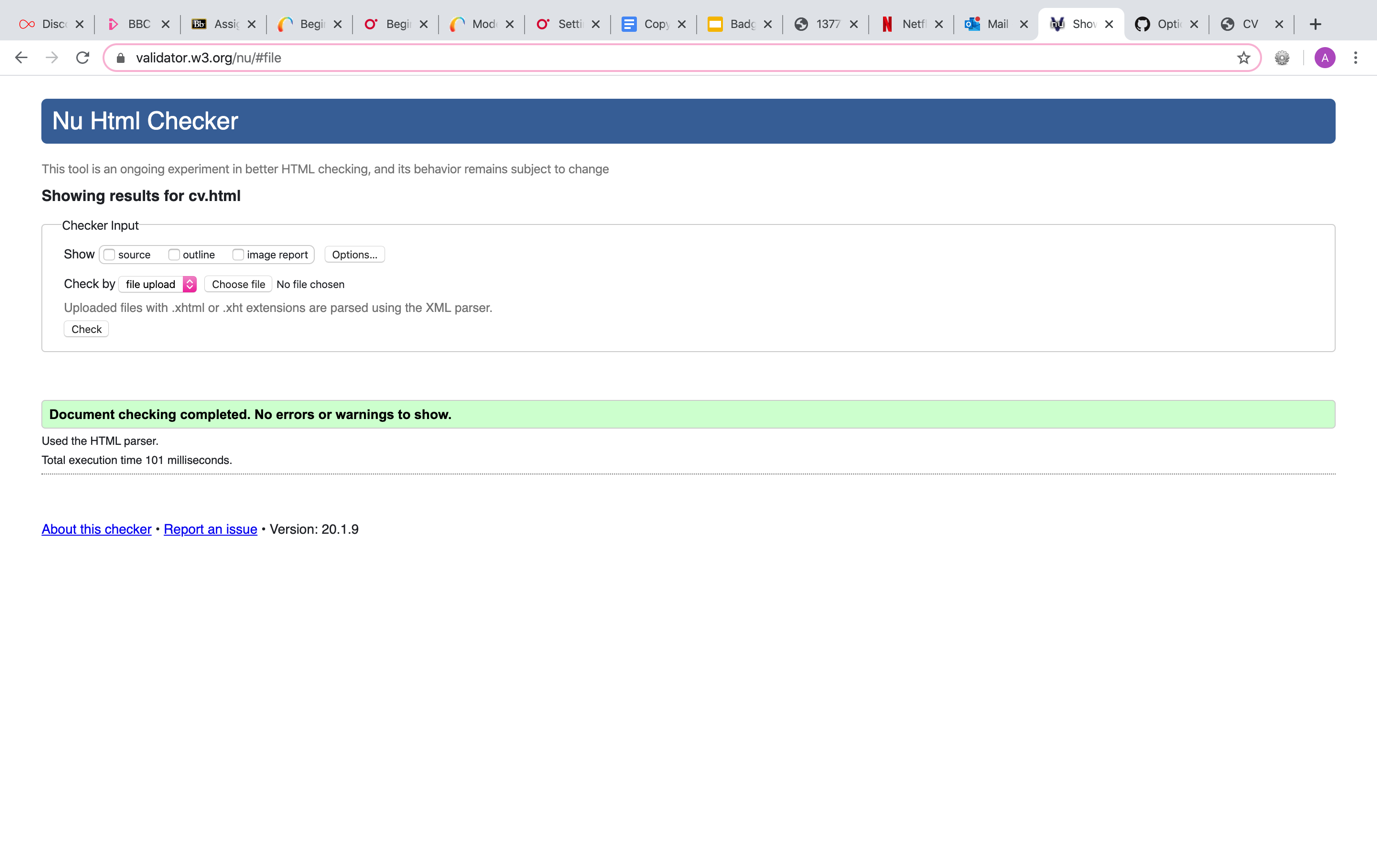 Disc BBC Bb Assig Begin Begin Mode Setti Copy Badg 1377 Netfl Mail Show Optio CV
validator.w3.org/nu/#file A
Nu Html Checker
This tool is an ongoing experiment in better HTML checking, and its behavior remains subject to change
Showing results for cv.html
Checker Input
Show source outline image report Options...
Check by file upload Choose file No file chosen
Uploaded files with .xhtml or .xht extensions are parsed using the XML parser.
Check
Document checking completed. No errors or warnings to show.
Used the HTML parser.
Total execution time 101 milliseconds.
About this checker • Report an issue • Version: 20.1.9